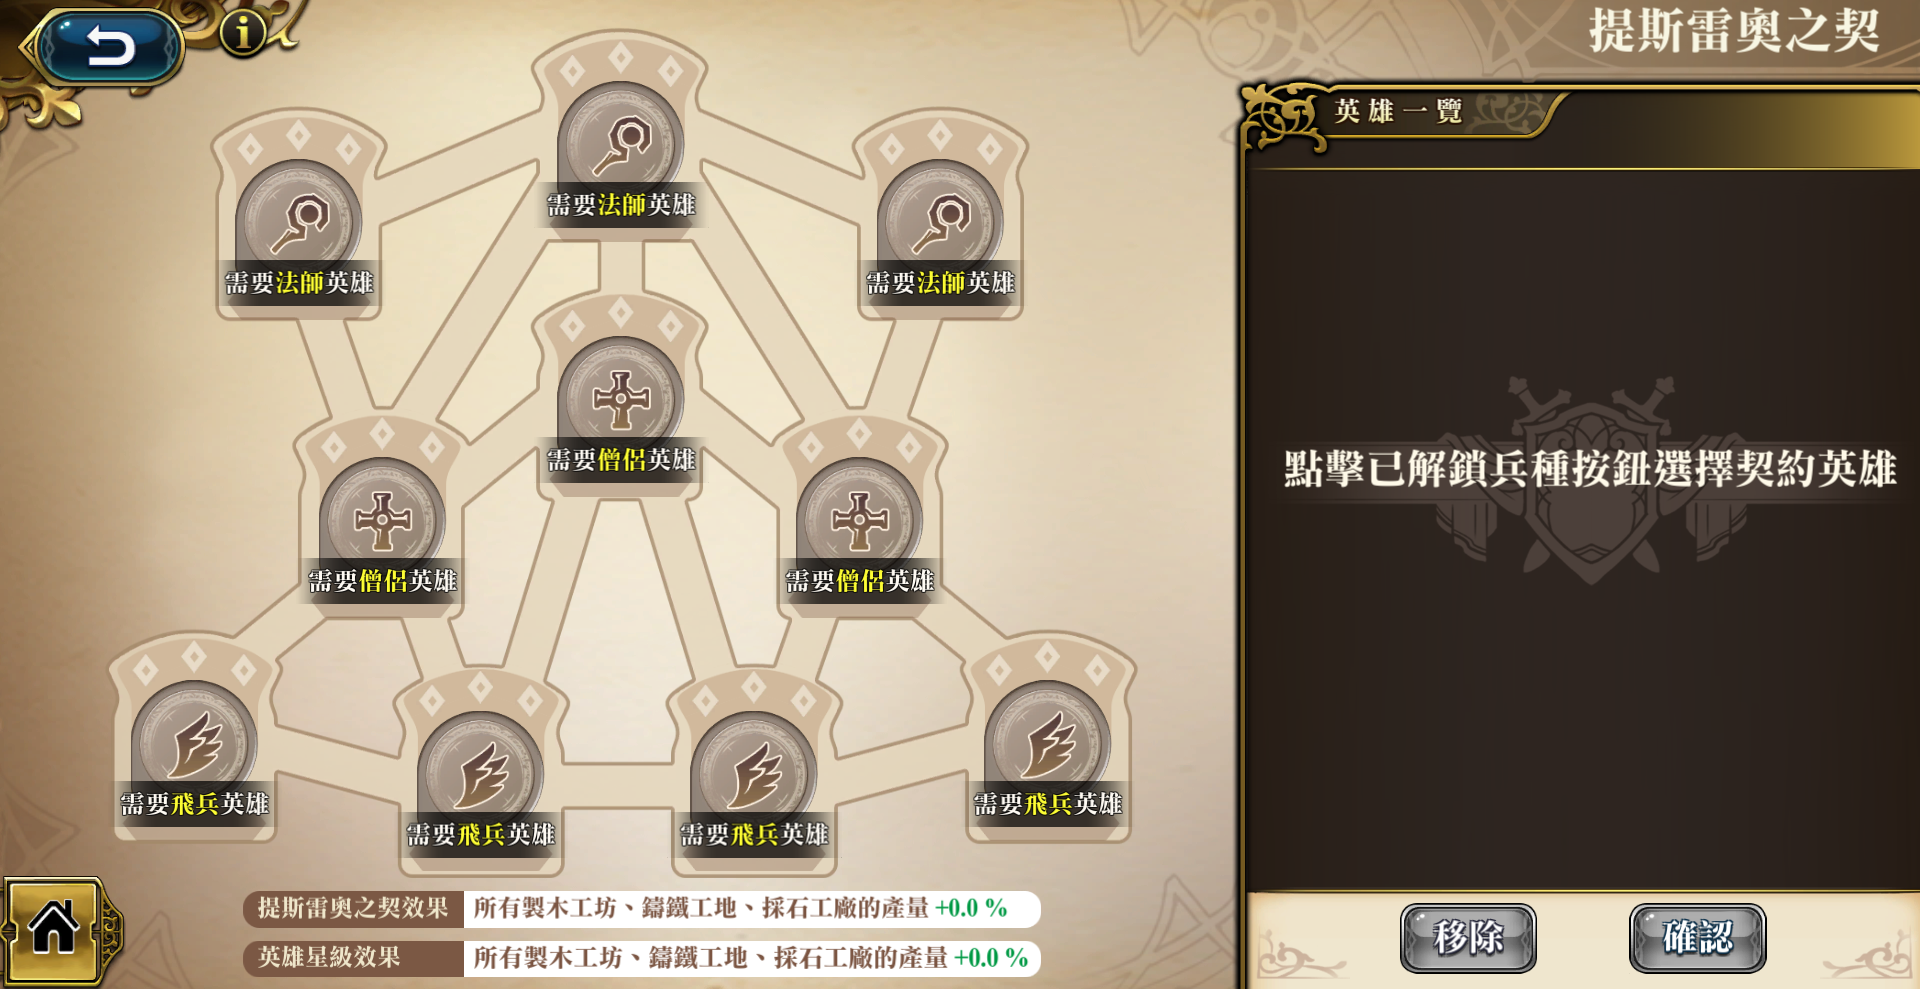 提斯雷奧之契
英雄一覽
需要法師英雄
需要法師英雄
需要法師英雄
需要僧侶英雄
點擊已解鎖兵種按鈕選擇契約英雄
需要僧侶英雄
需要僧侶英雄
需要飛兵英雄
需要飛兵英雄
需要飛兵英雄
需要飛兵英雄
提斯雷奧之契效果 所有製木工坊、鑄鐵工地、採石工廠的產量 +0.0 %
英雄星級效果 所有製木工坊、鑄鐵工地、採石工廠的產量 +0.0 %
移除
確認